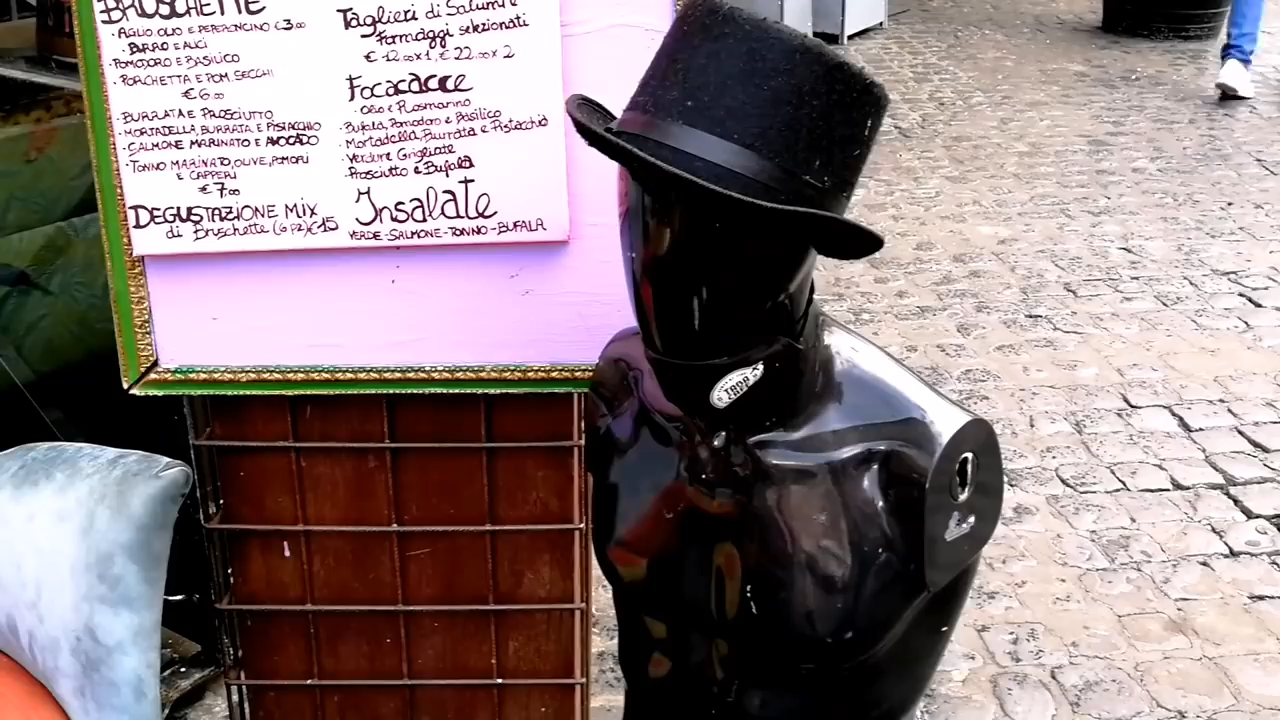 BRUSCHETTE
· AGLIO, OLIO E PEPERONCINO €3.00
· BURRO E ALICI
· POMODORO E BASILICO
· PORCHETTA E POM. SECCHI
€6.00
· BURRATA E PROSCIUTTO
· MORTADELLA, BURRATA E PISTACCHIO
· SALMONE MARINATO E AVOCADO
· TONNO MARINATO, OLIVE, POMORI
E CAPPERI
€7.00
DEGUSTAZIONE MIX
di Bruschette (6 pz) €15
Taglieri di Salumi e
Formaggi selezionati
€ 12.00 x 1, € 22.00 x 2
Focacacce
· Olio e Rosmarino
· Bufala, Pomodoro e Basilico
· Mortadella, Burrata e Pistacchio
· Verdure Grigliate
· Prosciutto e Bufala
Insalate
VERDE-SALMONE-TONNO-BUFALA